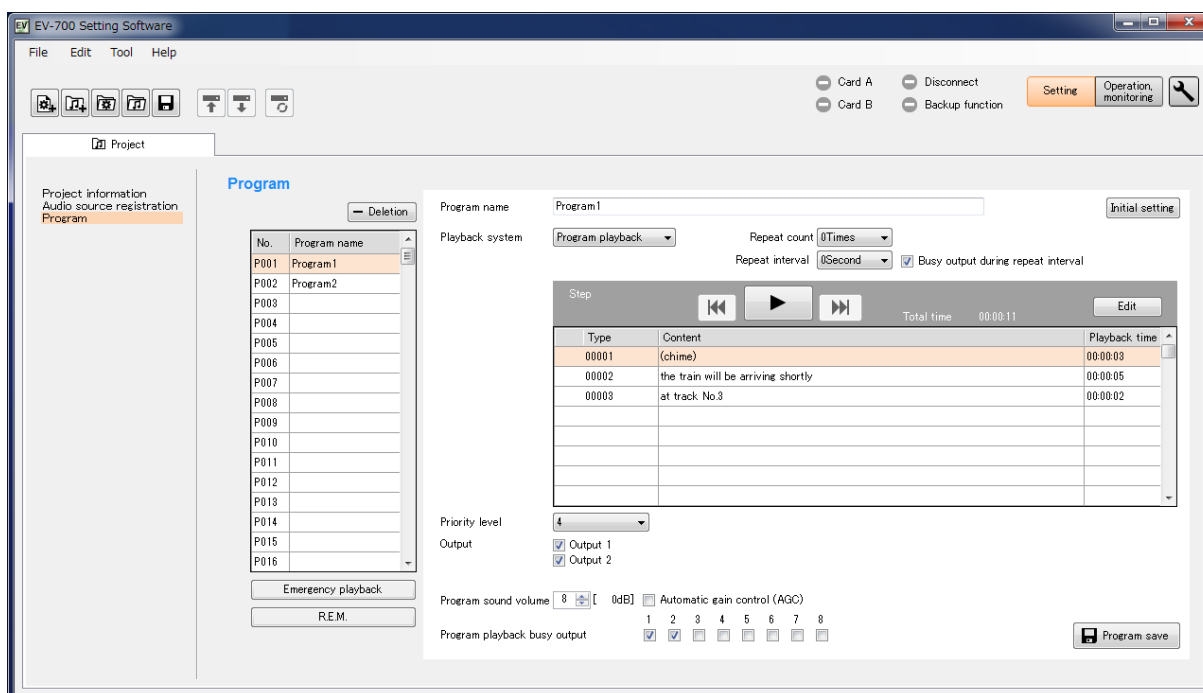 EV EV-700 Setting Software
File Edit Tool Help
Card A Disconnect
Card B Backup function
Setting
Operation,
monitoring
Project
Project information
Audio source registration
Program
Program
Deletion
No. Program name
P001 Program1
P002 Program2
P003
P004
P005
P006
P007
P008
P009
P010
P011
P012
P013
P014
P015
P016
Emergency playback
R.E.M.
Program name Program1 Initial setting
Playback system Program playback Repeat count 0Times
Repeat interval 0Second Busy output during repeat interval
Step Total time 00:00:11 Edit
Type Content Playback time
00001 (chime) 00:00:03
00002 the train will be arriving shortly 00:00:05
00003 at track No.3 00:00:02
Priority level 4
Output Output 1
Output 2
Program sound volume 8 [ 0dB] Automatic gain control (AGC)
1 2 3 4 5 6 7 8
Program playback busy output
Program save